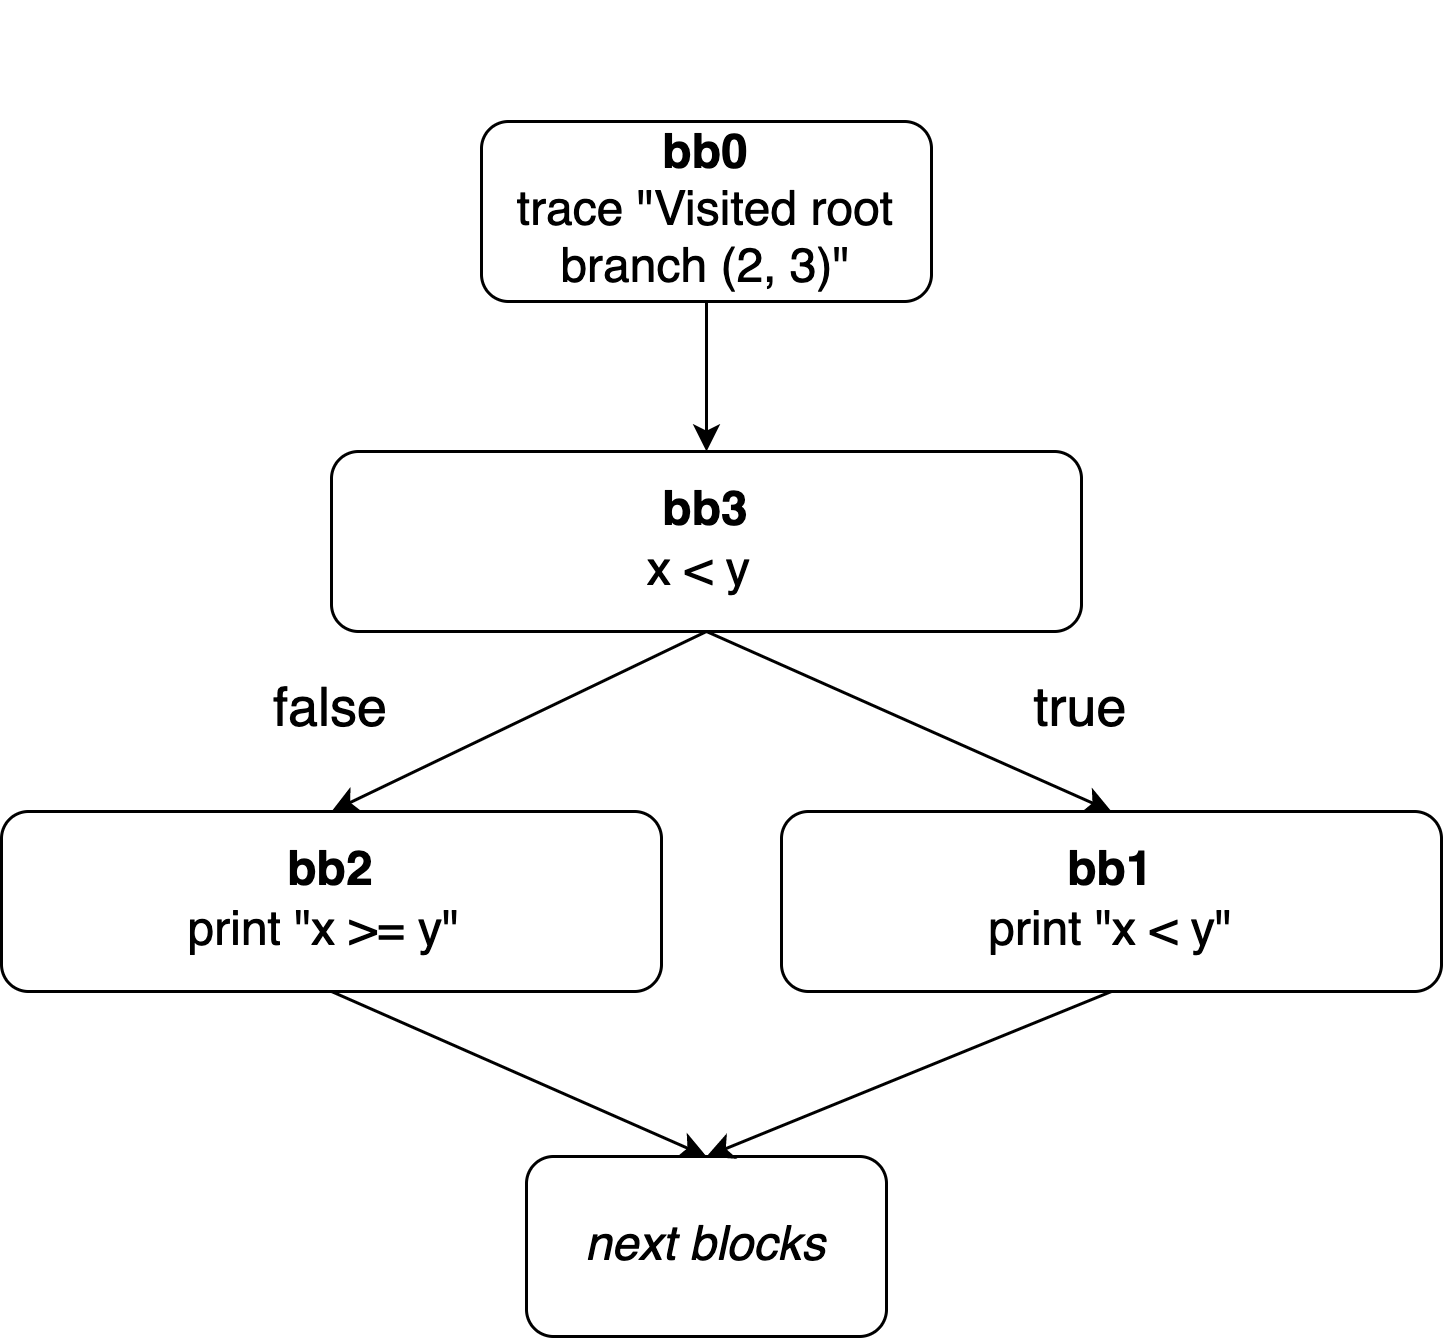 bb0
trace "Visited root
branch (2, 3)"
bb3
x < y
false
true
bb2
print "x >= y"
bb1
print "x < y"
next blocks